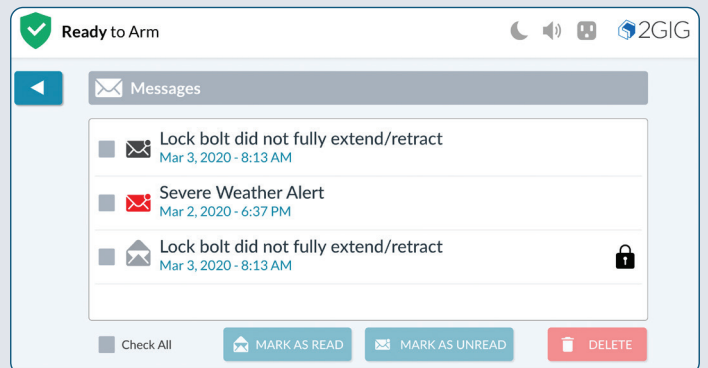 Ready to Arm
2GIG
Messages
Lock bolt did not fully extend/retract
Mar 3, 2020 - 8:13 AM
Severe Weather Alert
Mar 2, 2020 - 6:37 PM
Lock bolt did not fully extend/retract
Mar 3, 2020 - 8:13 AM
Check All
MARK AS READ
MARK AS UNREAD
DELETE